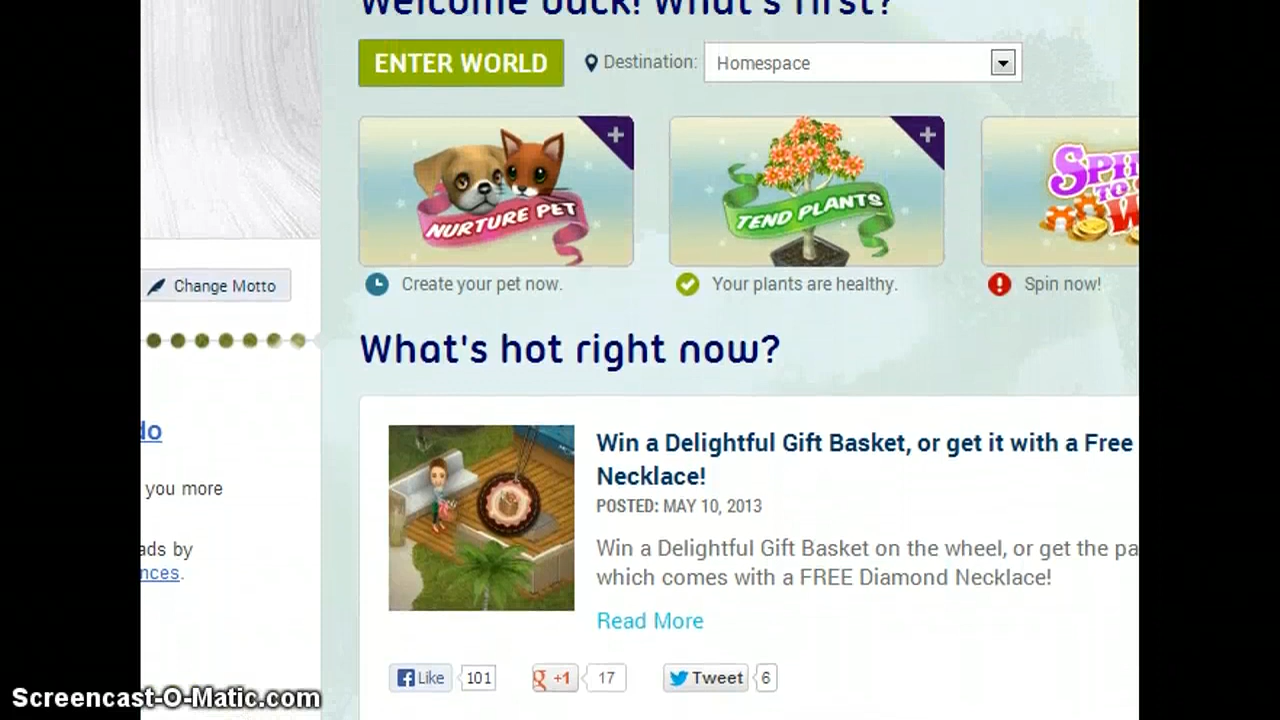 Welcome back! What's first?
ENTER WORLD
Destination:
Homespace
NURTURE PET
TEND PLANTS
TO
Create your pet now.
Your plants are healthy.
Spin now!
Change Motto
What's hot right now?
do
you more
ads by
nces.
Win a Delightful Gift Basket, or get it with a Free
Necklace!
POSTED: MAY 10, 2013
Win a Delightful Gift Basket on the wheel, or get the pa
which comes with a FREE Diamond Necklace!
Read More
Like 101
+1 17
Tweet 6
Screencast-O-Matic.com